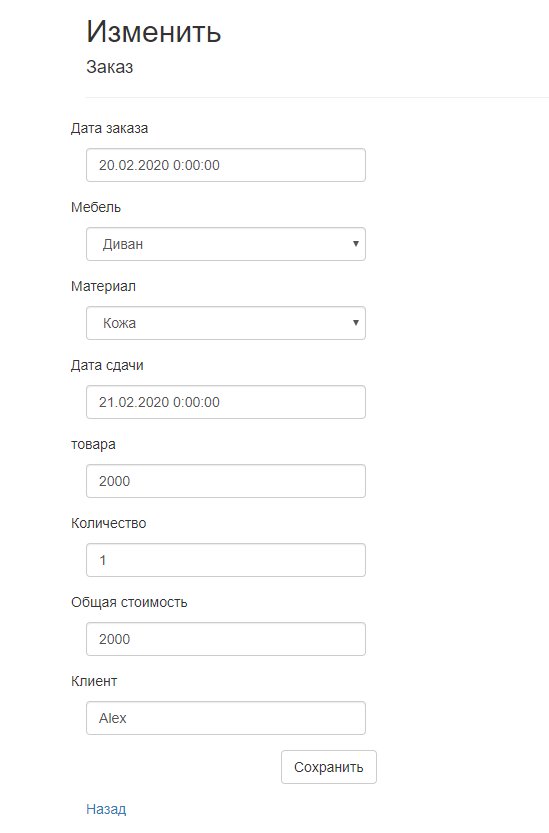 Изменить
Заказ
Дата заказа
20.02.2020 0:00:00
Мебель
Диван
Материал
Кожа
Дата сдачи
21.02.2020 0:00:00
товара
2000
Количество
1
Общая стоимость
2000
Клиент
Alex
Сохранить
Назад